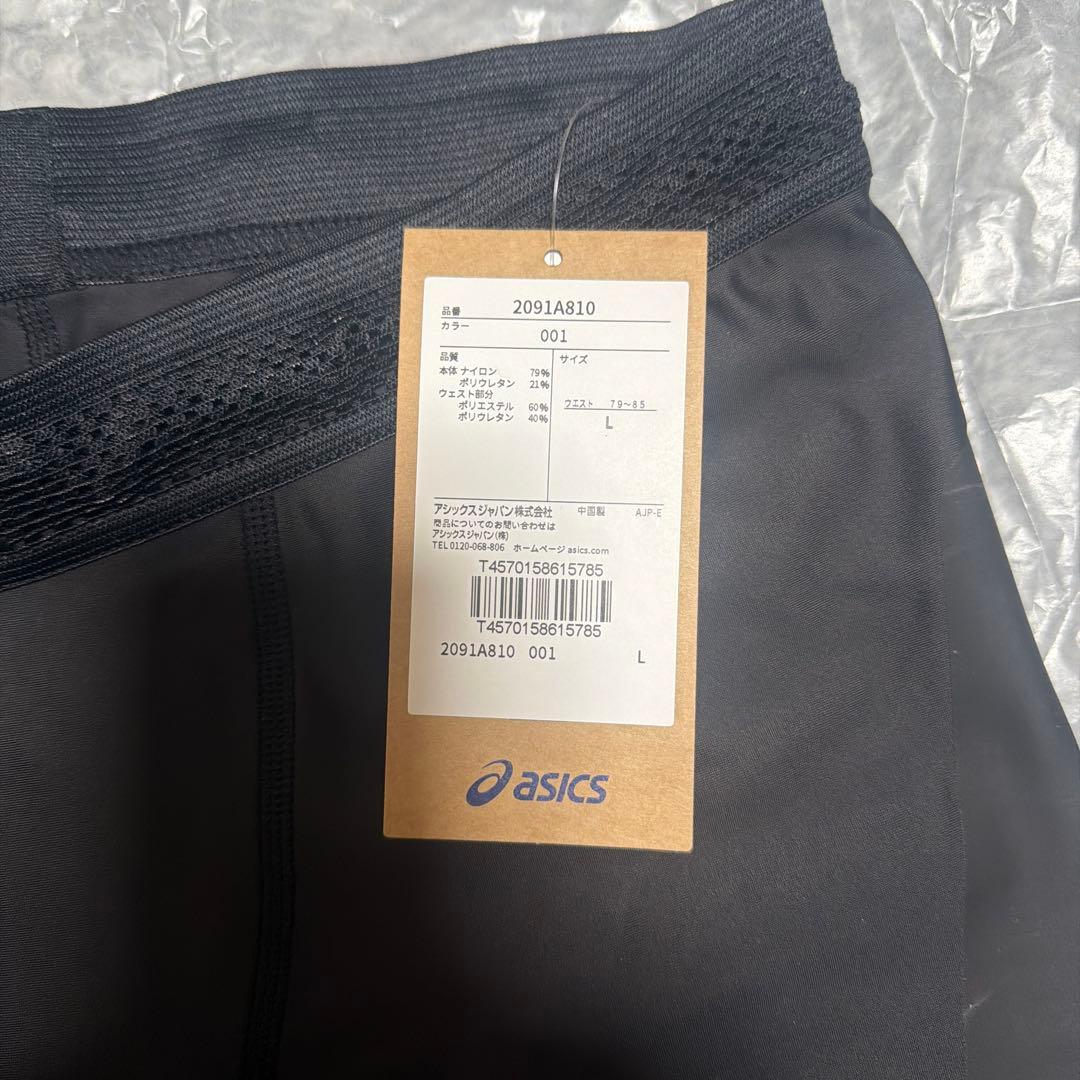 品番 2091A810
カラー
001
品質
本体 ナイロン 79%
ポリウレタン 21%
ウェスト部分
ポリエステル 60%
ポリウレタン 40%
サイズ
ウエスト 79~85
L
アシックスジャパン株式会社 中国製 AJP-E
商品についてのお問い合わせは
アシックスジャパン(株)
TEL 0120-068-806 ホームページ asics.com
T4570158615785
T4570158615785
2091A810 001 L
asics